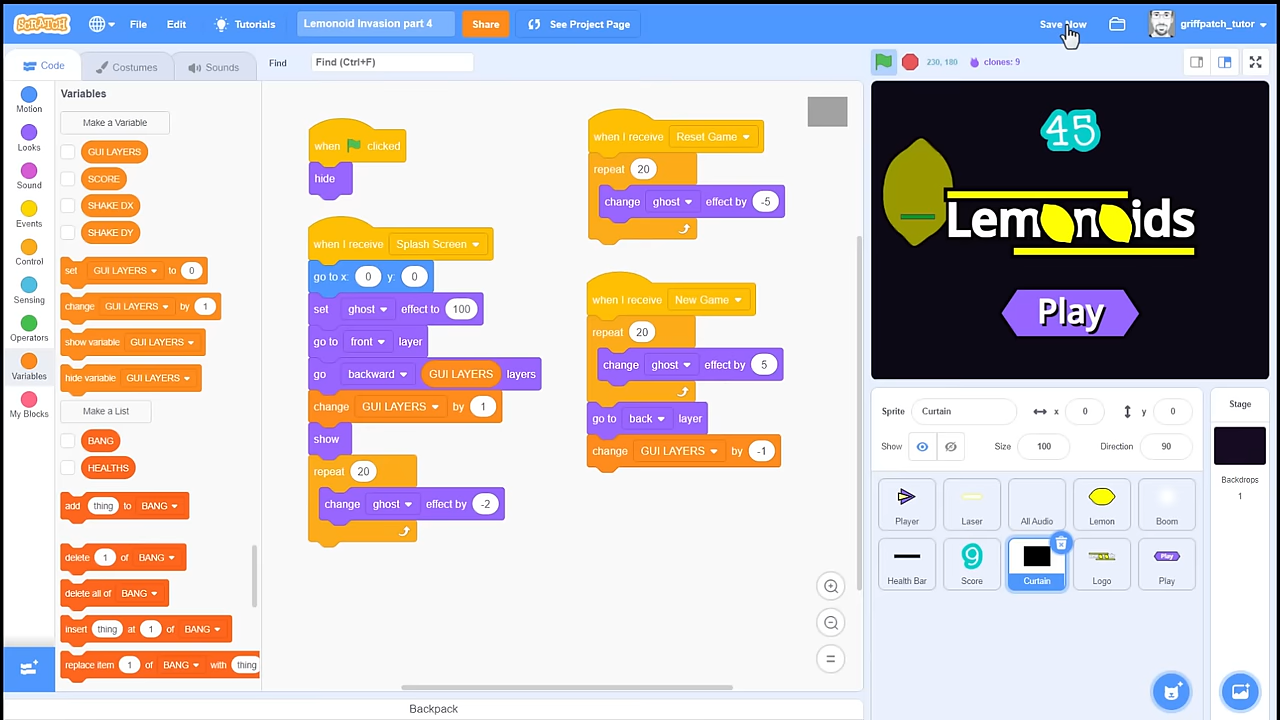 SCRATCH
File
Edit
Tutorials
Lemonoid Invasion part 4
Share
See Project Page
Save Now
griffpatch_tutor
Code
Costumes
Sounds
Find
Find (Ctrl+F)
230, 180
clones: 9
Motion
Looks
Sound
Events
Control
Sensing
Operators
Variables
My Blocks
Variables
Make a Variable
GUI LAYERS
SCORE
SHAKE DX
SHAKE DY
set GUI LAYERS to 0
change GUI LAYERS by 1
show variable GUI LAYERS
hide variable GUI LAYERS
Make a List
BANG
HEALTHS
add thing to BANG
delete 1 of BANG
delete all of BANG
insert thing at 1 of BANG
replace item 1 of BANG with thing
when clicked
hide
when I receive Splash Screen
go to x: 0 y: 0
set ghost effect to 100
go to front layer
go backward GUI LAYERS layers
change GUI LAYERS by 1
show
repeat 20
change ghost effect by -2
when I receive Reset Game
repeat 20
change ghost effect by -5
when I receive New Game
repeat 20
change ghost effect by 5
go to back layer
change GUI LAYERS by -1
Backpack
45
Lemonoids
Play
Sprite Curtain x 0 y 0
Show Size 100 Direction 90
Player
Laser
All Audio
Lemon
Boom
Health Bar
9
Score
Curtain
Logo
Play
Play
Stage
Backdrops
1